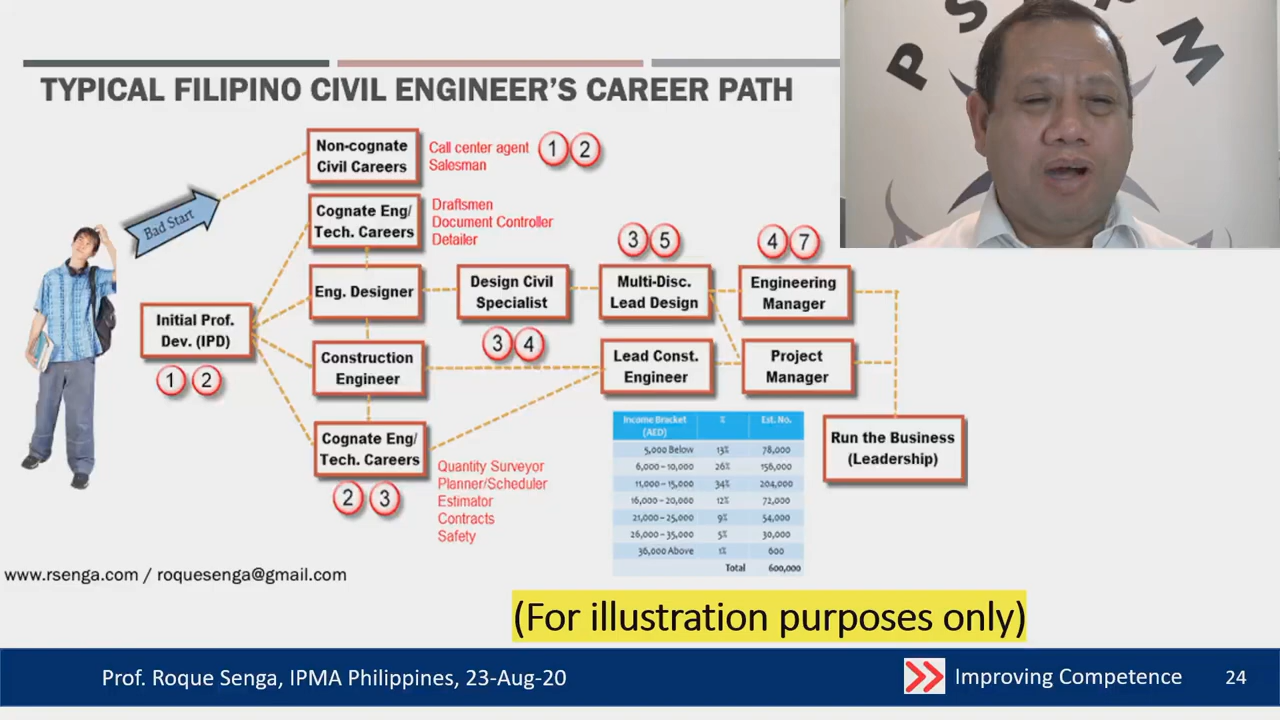 TYPICAL FILIPINO CIVIL ENGINEER'S CAREER PATH
Bad Start
Non-cognate
Civil Careers
Call center agent
Salesman
1 2
Cognate Eng/
Tech. Careers
Draftsmen
Document Controller
Detailer
Eng. Designer
Design Civil
Specialist
3 4
3 5
Multi-Disc.
Lead Design
4 7
Engineering
Manager
Initial Prof.
Dev. (IPD)
1 2
Construction
Engineer
Lead Const.
Engineer
Project
Manager
Cognate Eng/
Tech. Careers
2 3
Quantity Surveyor
Planner/Scheduler
Estimator
Contracts
Safety
Run the Business
(Leadership)
Income Bracket % Est. No.
(AED)
5,000 Below 13% 78,000
6,000 – 10,000 26% 156,000
11,000 – 15,000 34% 204,000
16,000 – 20,000 12% 72,000
21,000 – 25,000 9% 54,000
26,000 – 35,000 5% 30,000
36,000 Above 1% 600
Total 600,000
www.rsenga.com / roquesenga@gmail.com
(For illustration purposes only)
Prof. Roque Senga, IPMA Philippines, 23-Aug-20
Improving Competence 24